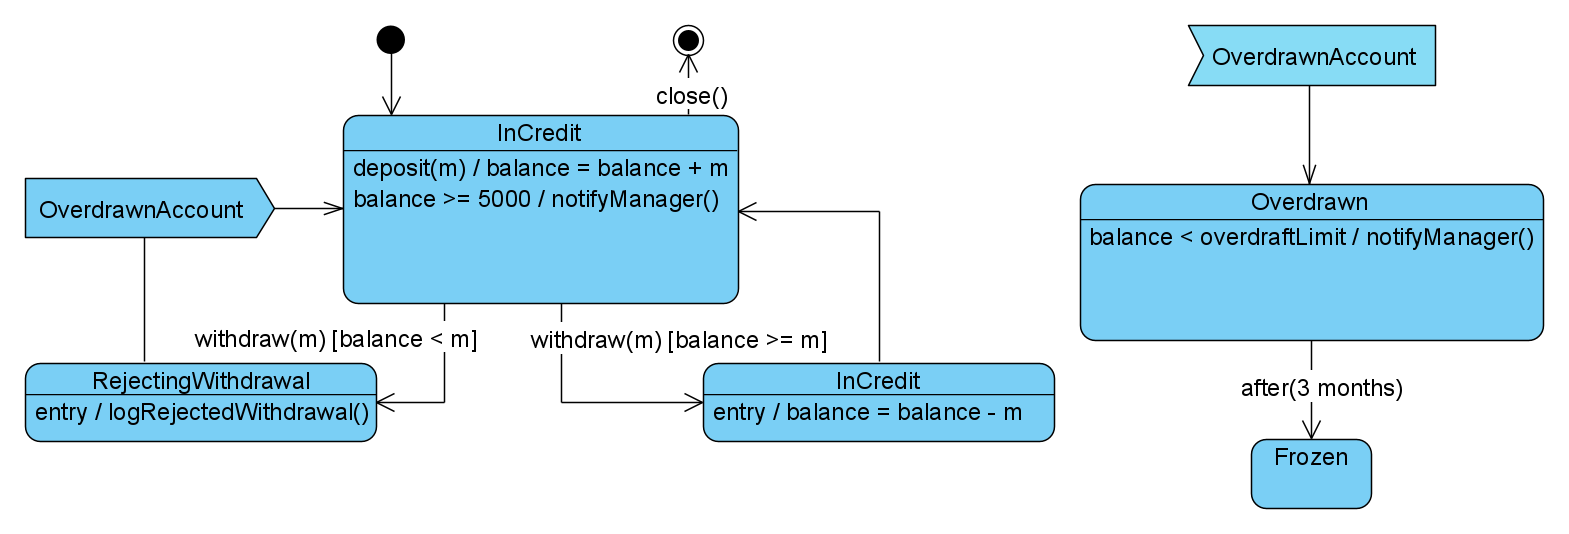 close()
InCredit
deposit(m) / balance = balance + m
balance >= 5000 / notifyManager()
OverdrawnAccount
withdraw(m) [balance < m]
withdraw(m) [balance >= m]
RejectingWithdrawal
entry / logRejectedWithdrawal()
InCredit
entry / balance = balance - m
OverdrawnAccount
Overdrawn
balance < overdraftLimit / notifyManager()
after(3 months)
Frozen